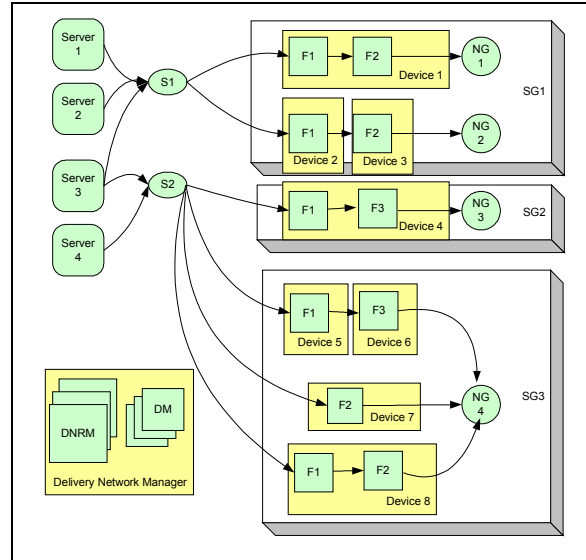 Server
1
Server
2
Server
3
Server
4
S1
S2
F1
F2
Device 1
NG
1
SG1
F1
F2
Device 2
Device 3
NG
2
F1
F3
Device 4
NG
3
SG2
F1
F3
Device 5
Device 6
F2
Device 7
NG
4
SG3
F1
F2
Device 8
DNRM
DM
Delivery Network Manager